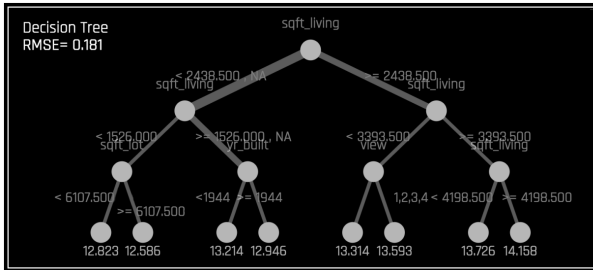 Decision Tree
RMSE= 0.181
sqft_living
< 2438.500 , NA
>= 2438.500
sqft_living
sqft_living
< 1526.000
>= 1526.000 , NA
< 3393.500
>= 3393.500
sqft_lot
yr_built
view
sqft_living
< 6107.500
>= 6107.500
<1944
>= 1944
1,2,3,4
< 4198.500
>= 4198.500
12.823
12.586
13.214
12.946
13.314
13.593
13.726
14.158